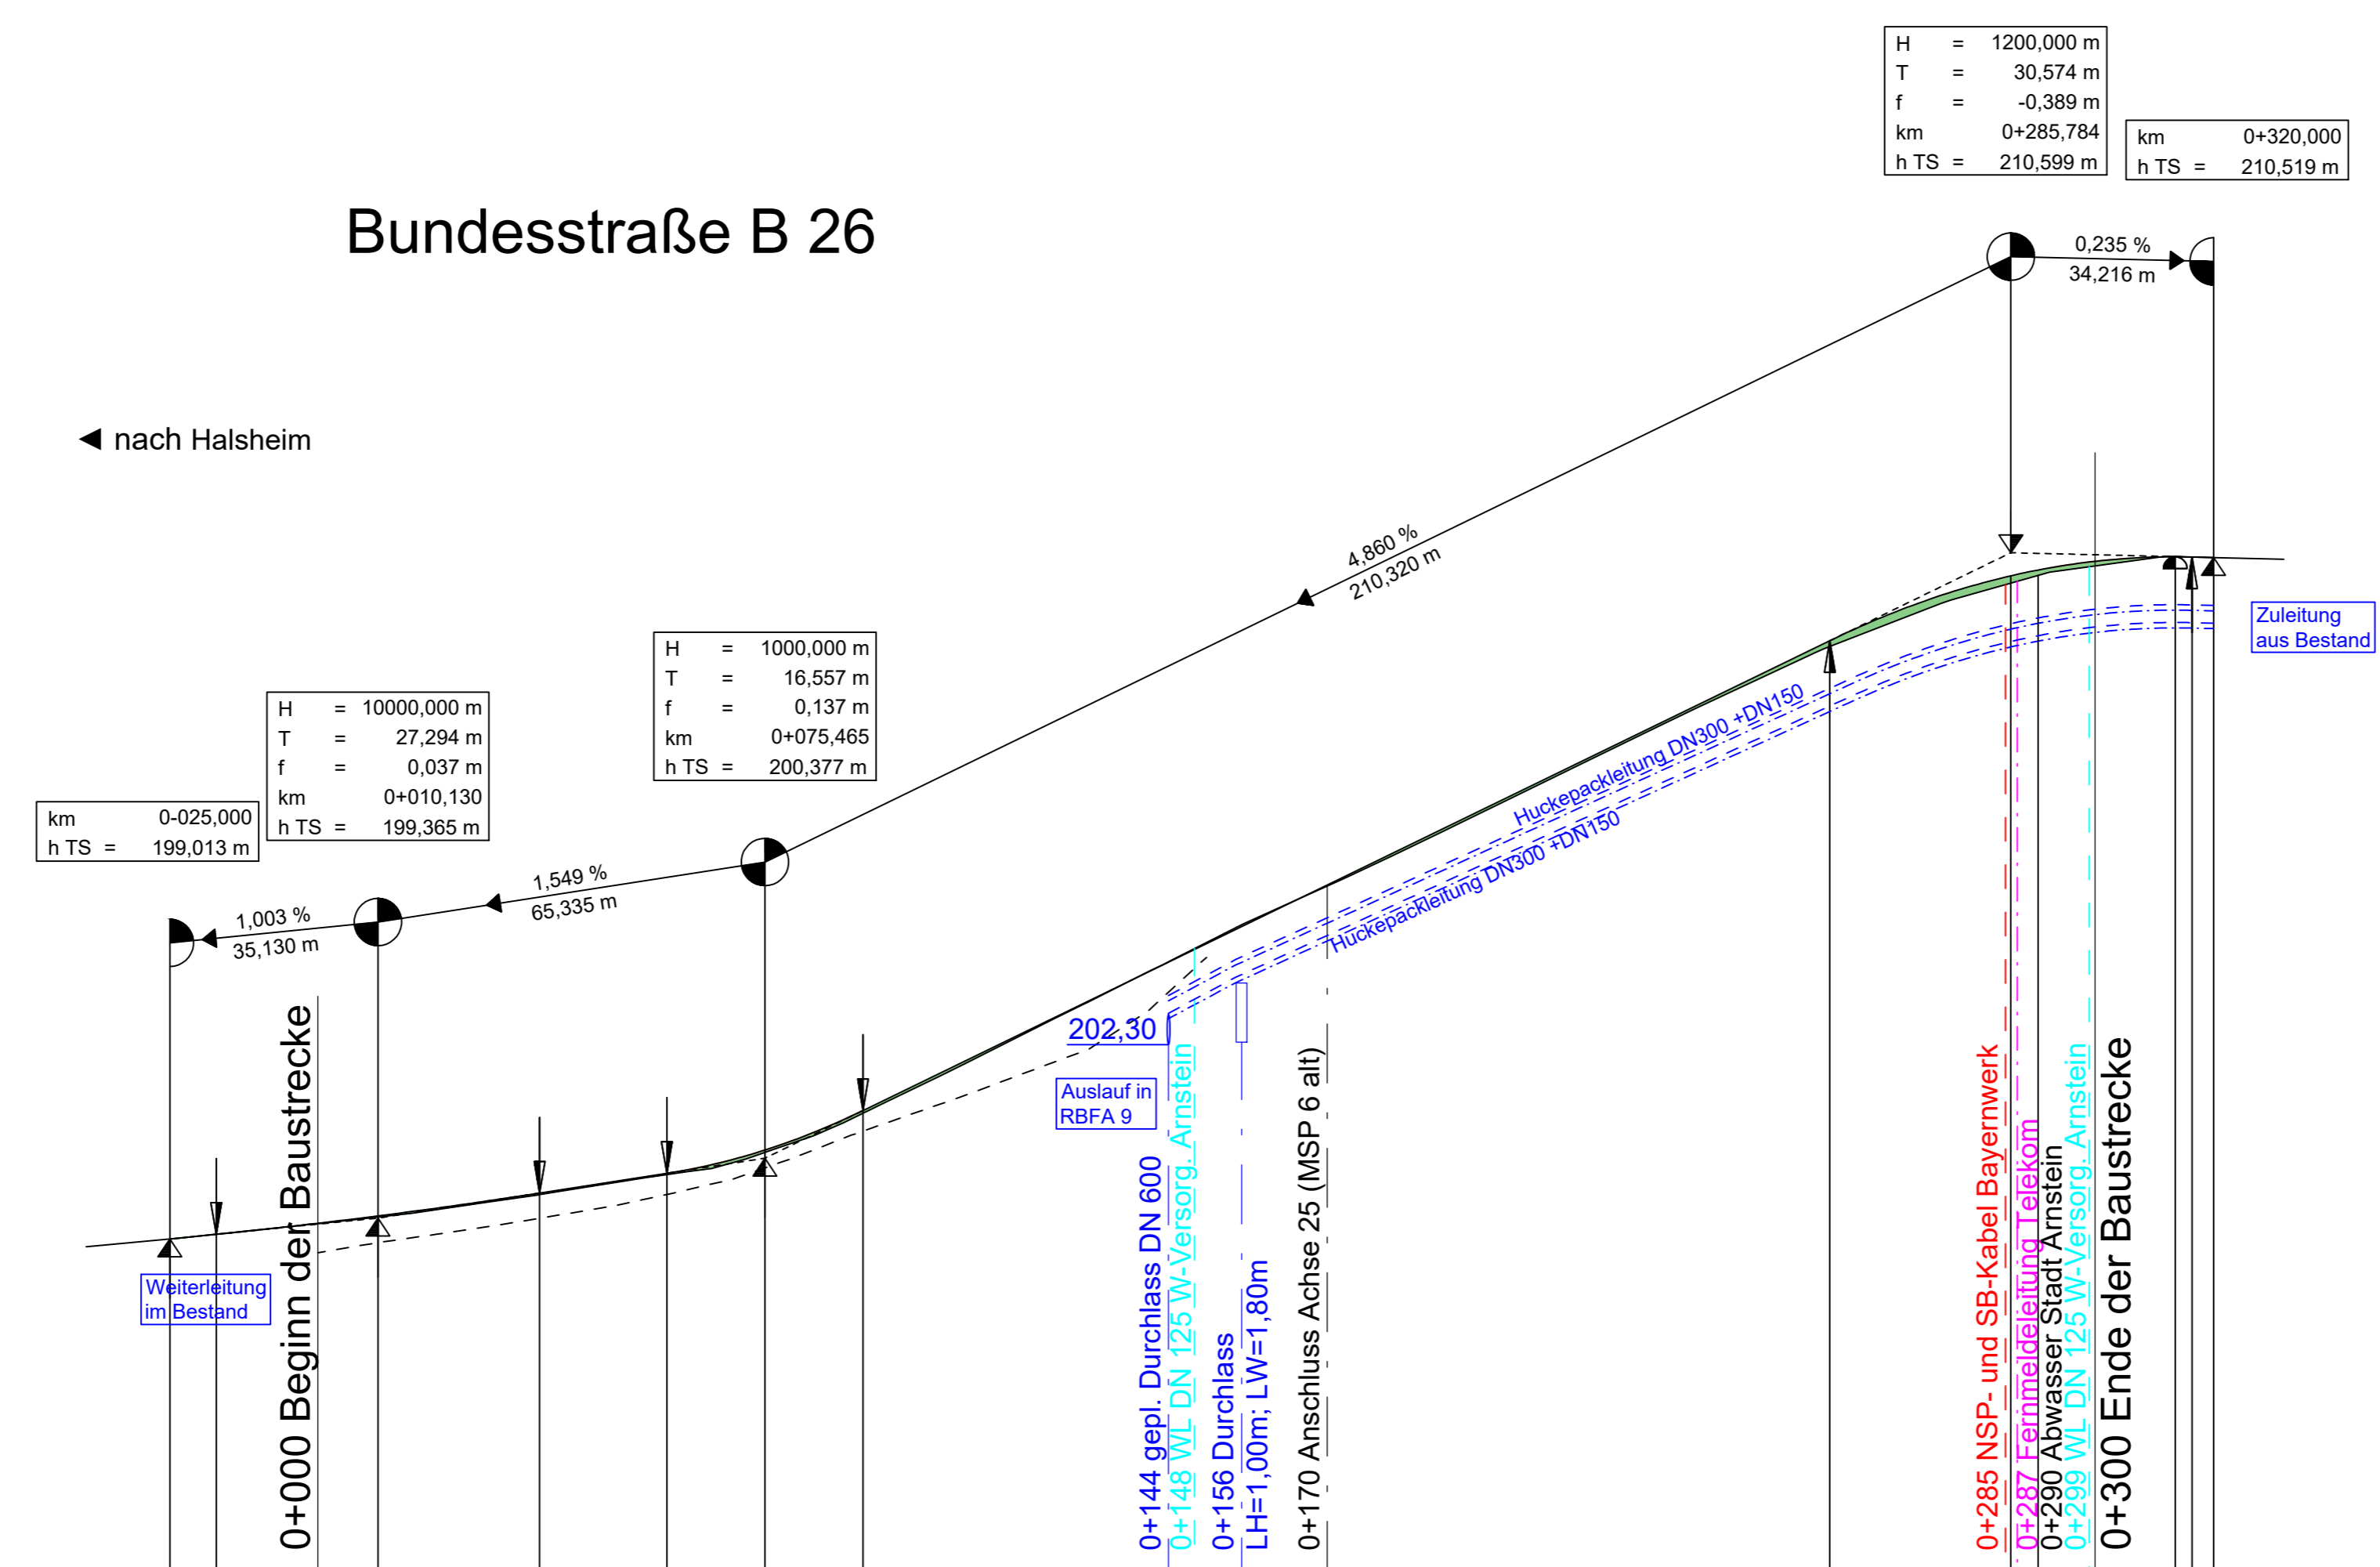 H = 1200,000 m
T = 30,574 m
f = -0,389 m
km 0+285,784
h TS = 210,599 m
km 0+320,000
h TS = 210,519 m
Bundesstraße B 26
0,235 %
34,216 m
nach Halsheim
4,860 %
210,320 m
Zuleitung
aus Bestand
H = 1000,000 m
T = 16,557 m
f = 0,137 m
km 0+075,465
h TS = 200,377 m
H = 10000,000 m
T = 27,294 m
f = 0,037 m
km 0+010,130
h TS = 199,365 m
km 0-025,000
h TS = 199,013 m
Huckepackleitung DN300 +DN150
Huckepackleitung DN300 +DN150
1,549 %
65,335 m
1,003 %
35,130 m
202,30
Auslauf in
RBFA 9
Weiterleitung
im Bestand
0+000 Beginn der Baustrecke
0+144 gepl. Durchlass DN 600
0+148 WL DN 125 W-Versorg. Arnstein
0+156 Durchlass
LH=1,00m; LW=1,80m
0+170 Anschluss Achse 25 (MSP 6 alt)
0+285 NSP- und SB-Kabel Bayernwerk
0+287 Fernmeldeleitung Telekom
0+290 Abwasser Stadt Arnstein
0+299 WL DN 125 W-Versorg. Arnstein
0+300 Ende der Baustrecke